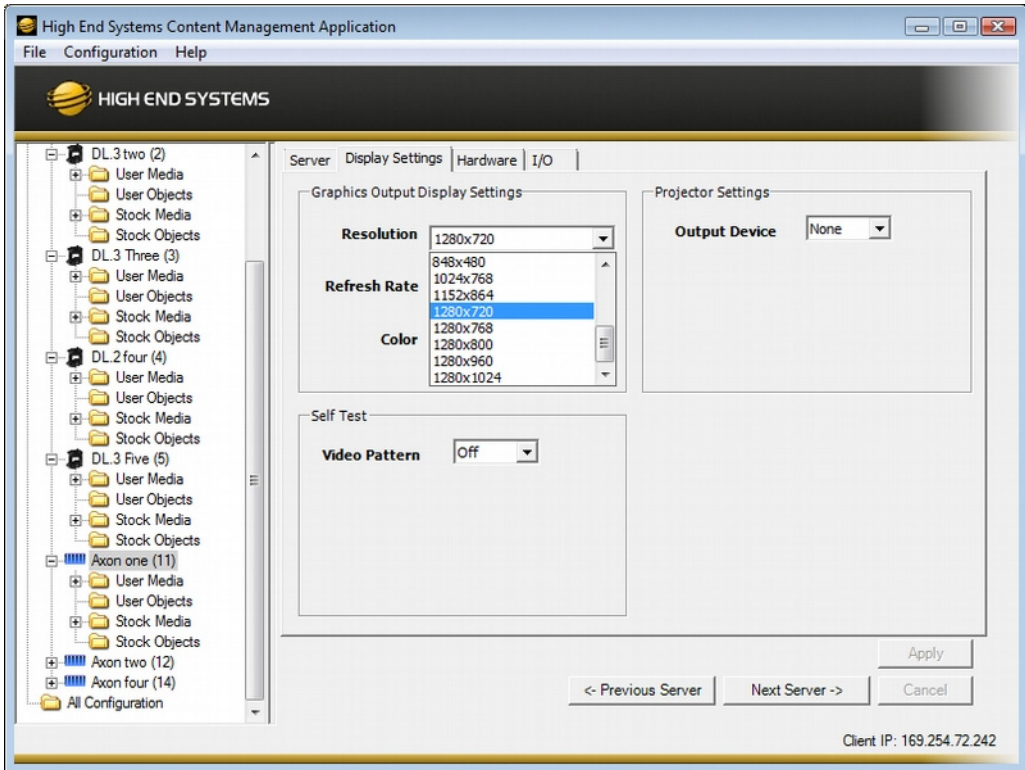 High End Systems Content Management Application
File Configuration Help
HIGH END SYSTEMS
DL.3 two (2)
User Media
User Objects
Stock Media
Stock Objects
DL.3 Three (3)
User Media
User Objects
Stock Media
Stock Objects
DL.2 four (4)
User Media
User Objects
Stock Media
Stock Objects
DL.3 Five (5)
User Media
User Objects
Stock Media
Stock Objects
Axon one (11)
User Media
User Objects
Stock Media
Stock Objects
Axon two (12)
Axon four (14)
All Configuration
Server Display Settings Hardware I/O
Graphics Output Display Settings
Resolution 1280x720
848x480
1024x768
Refresh Rate
1152x864
1280x720
1280x768
Color
1280x800
1280x960
1280x1024
Projector Settings
Output Device None
Self Test
Video Pattern Off
Apply
<- Previous Server Next Server -> Cancel
Client IP: 169.254.72.242